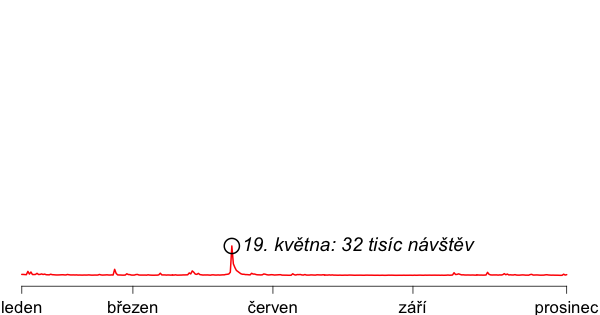 19. května: 32 tisíc návštěv
leden březen červen září prosinec